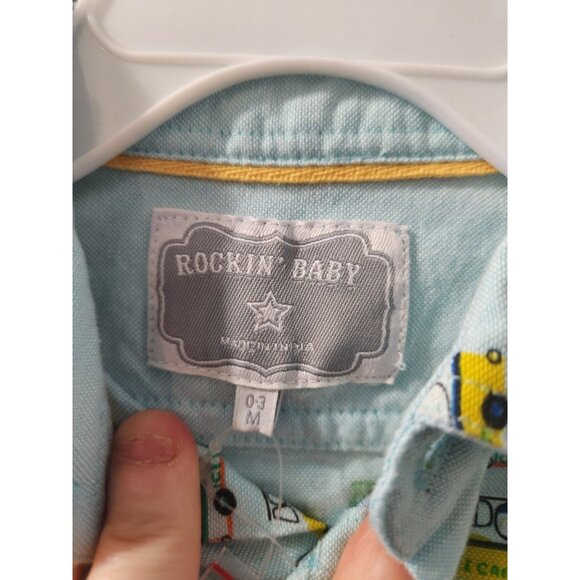 ROCKIN' BABY
MADE IN INDIA
0-3
M